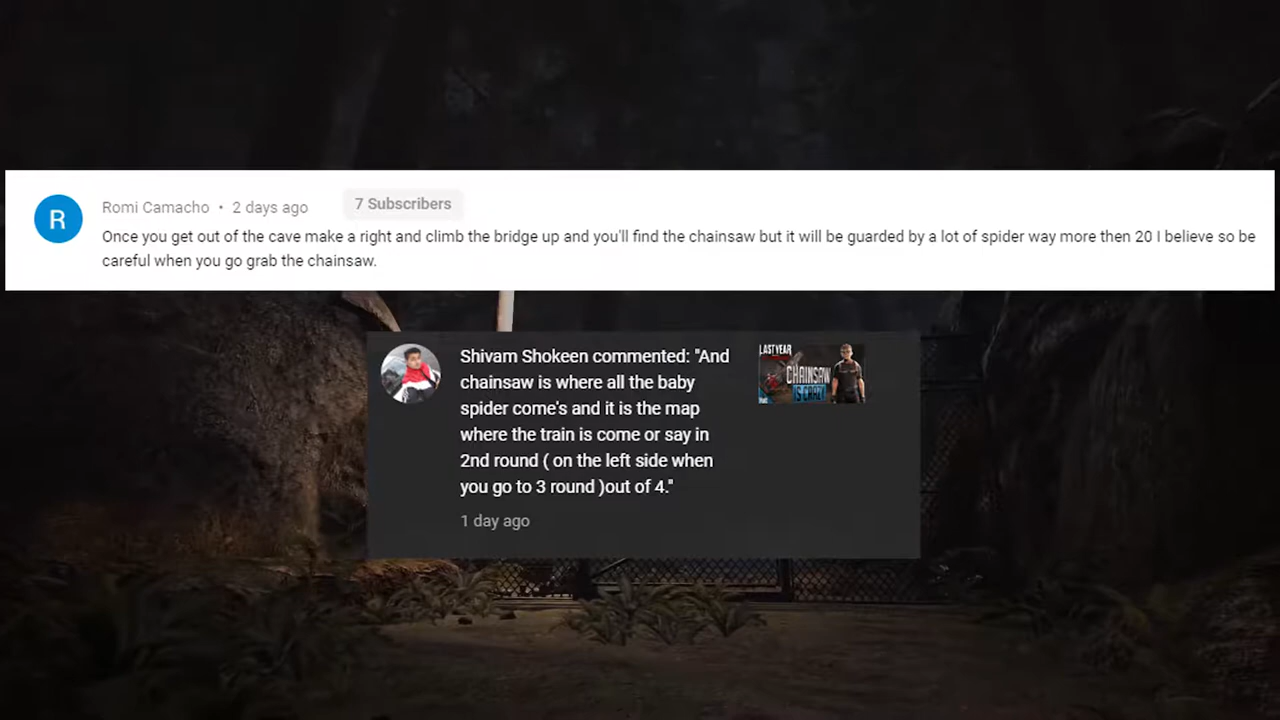 Romi Camacho • 2 days ago 7 Subscribers
R
Once you get out of the cave make a right and climb the bridge up and you'll find the chainsaw but it will be guarded by a lot of spider way more then 20 I believe so be
careful when you go grab the chainsaw.
Shivam Shokeen commented: "And
chainsaw is where all the baby
spider come's and it is the map
where the train is come or say in
2nd round ( on the left side when
you go to 3 round )out of 4."
1 day ago
LAST YEAR
CHAINSAW
IS CRAZY